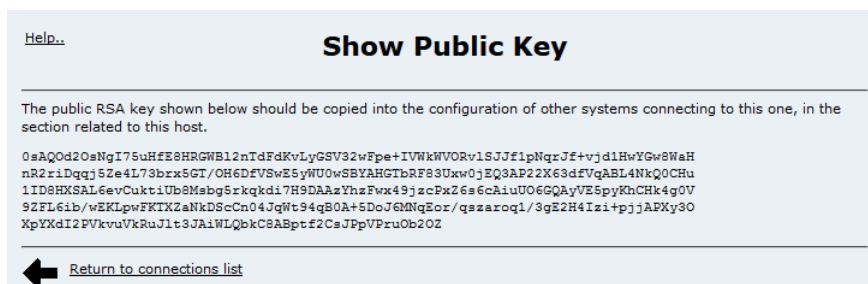 Help..
Show Public Key
The public RSA key shown below should be copied into the configuration of other systems connecting to this one, in the
section related to this host.
0sAQOd2OsNgI75uHfE8HRGWBl2nTdFdKvLyGSV32wFpe+IVWkWVORvlSJJf1pNqrJf+vjd1HwYGw8WaH
nR2riDqqj5Ze4L73brx5GT/OH6DfVSwE5yWU0wSBYAHGTbRF83Uxw0jEQ3AP22X63dfVqABL4NkQ0CHu
1ID8HXSAL6evCuktiUb8Msbg5rkqkdi7H9DAAzYhzFwx49jzcPxZ6s6cAiuUO6GQAyVE5pyKhCHk4g0V
9ZFL6ib/wEKLpwFKTXZaNkDScCn04JqWt94qB0A+5DoJ6MNqEor/qszaroq1/3gE2H4Izi+pjjAPXy3O
XpYXdI2PVkvuVkRuJlt3JAiWLQbkC8ABptf2CsJPpVPruOb2OZ
Return to connections list